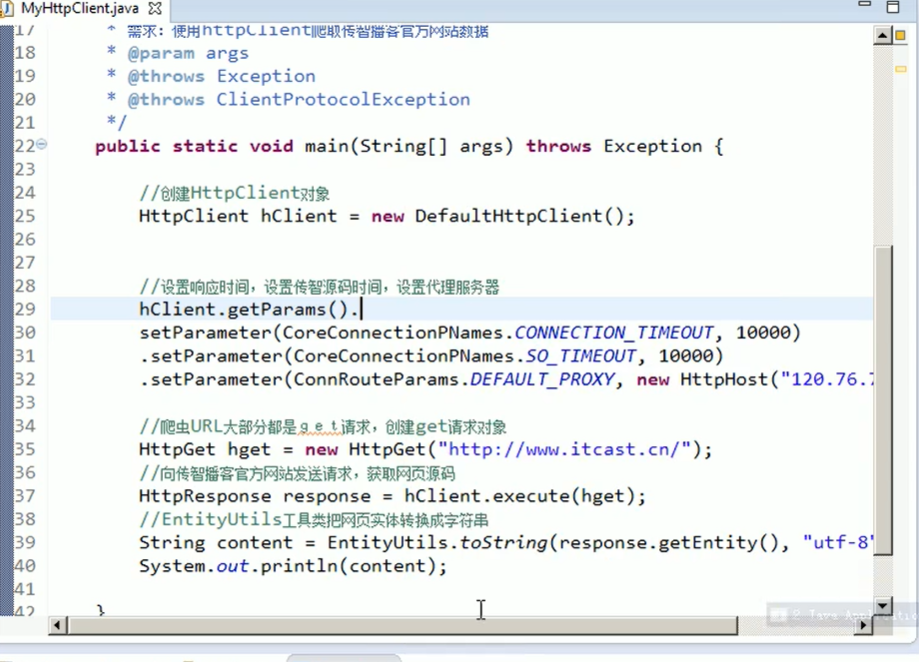 MyHttpClient.java
17 * 需求：使用httpClient爬取传智播客官方网站数据
18 * @param args
19 * @throws Exception
20 * @throws ClientProtocolException
21 */
22 public static void main(String[] args) throws Exception {
23
24 //创建HttpClient对象
25 HttpClient hClient = new DefaultHttpClient();
26
27
28 //设置响应时间，设置传智源码时间，设置代理服务器
29 hClient.getParams().
30 setParameter(CoreConnectionPNames.CONNECTION_TIMEOUT, 10000)
31 .setParameter(CoreConnectionPNames.SO_TIMEOUT, 10000)
32 .setParameter(ConnRouteParams.DEFAULT_PROXY, new HttpHost("120.76.7
33
34 //爬虫URL大部分都是ｇｅｔ请求，创建get请求对象
35 HttpGet hget = new HttpGet("http://www.itcast.cn/");
36 //向传智播客官方网站发送请求，获取网页源码
37 HttpResponse response = hClient.execute(hget);
38 //EntityUtils工具类把网页实体转换成字符串
39 String content = EntityUtils.toString(response.getEntity(), "utf-8"
40 System.out.println(content);
41
42 }